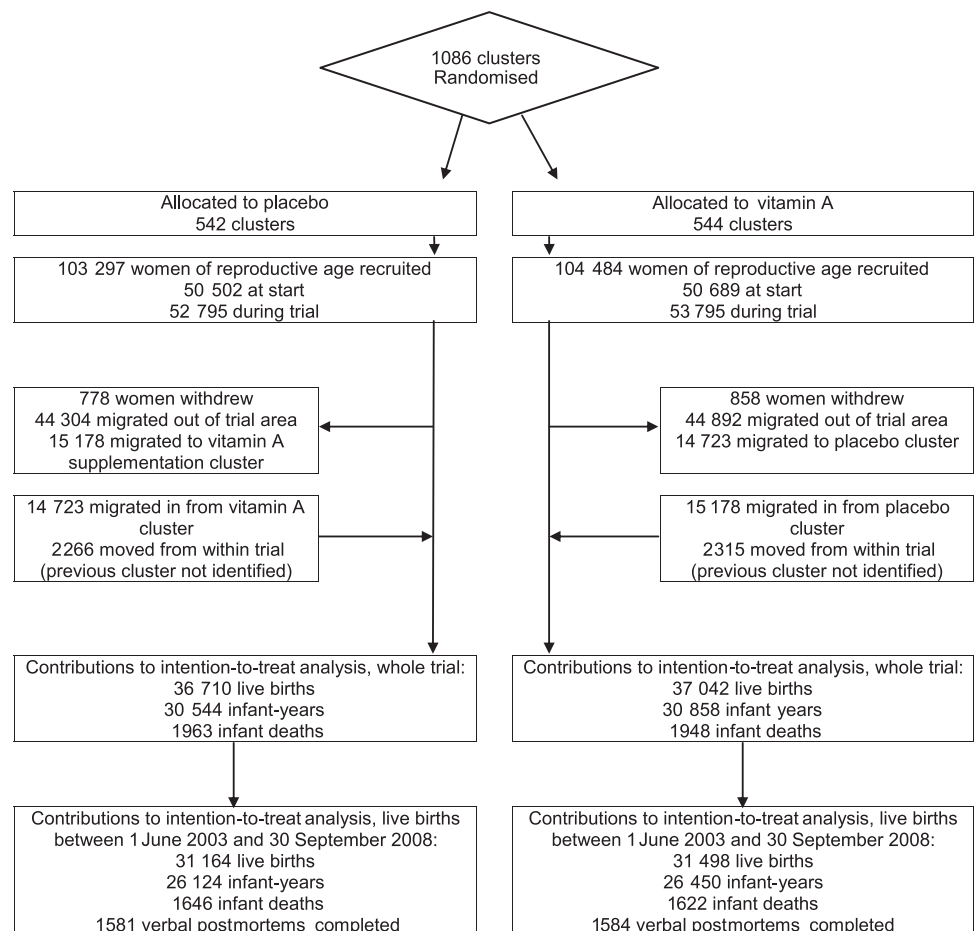 1086 clusters
Randomised
Allocated to placebo
542 clusters
Allocated to vitamin A
544 clusters
103 297 women of reproductive age recruited
50 502 at start
52 795 during trial
104 484 women of reproductive age recruited
50 689 at start
53 795 during trial
778 women withdrew
44 304 migrated out of trial area
15 178 migrated to vitamin A
supplementation cluster
858 women withdrew
44 892 migrated out of trial area
14 723 migrated to placebo cluster
14 723 migrated in from vitamin A
cluster
2266 moved from within trial
(previous cluster not identified)
15 178 migrated in from placebo
cluster
2315 moved from within trial
(previous cluster not identified)
Contributions to intention-to-treat analysis, whole trial:
36 710 live births
30 544 infant-years
1963 infant deaths
Contributions to intention-to-treat analysis, whole trial:
37 042 live births
30 858 infant years
1948 infant deaths
Contributions to intention-to-treat analysis, live births
between 1 June 2003 and 30 September 2008:
31 164 live births
26 124 infant-years
1646 infant deaths
1581 verbal postmortems completed
Contributions to intention-to-treat analysis, live births
between 1 June 2003 and 30 September 2008:
31 498 live births
26 450 infant-years
1622 infant deaths
1584 verbal postmortems completed